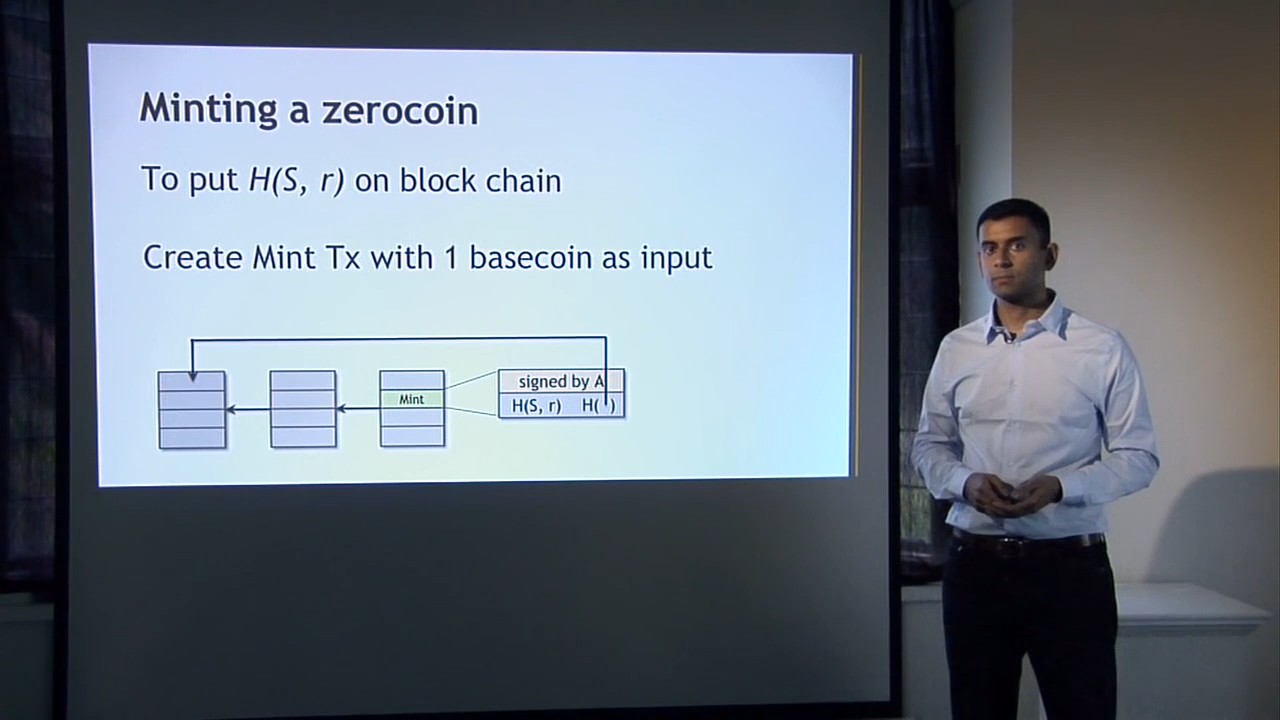 Minting a zerocoin
To put H(S, r) on block chain
Create Mint Tx with 1 basecoin as input
signed by A
Mint
H(S, r) H( )